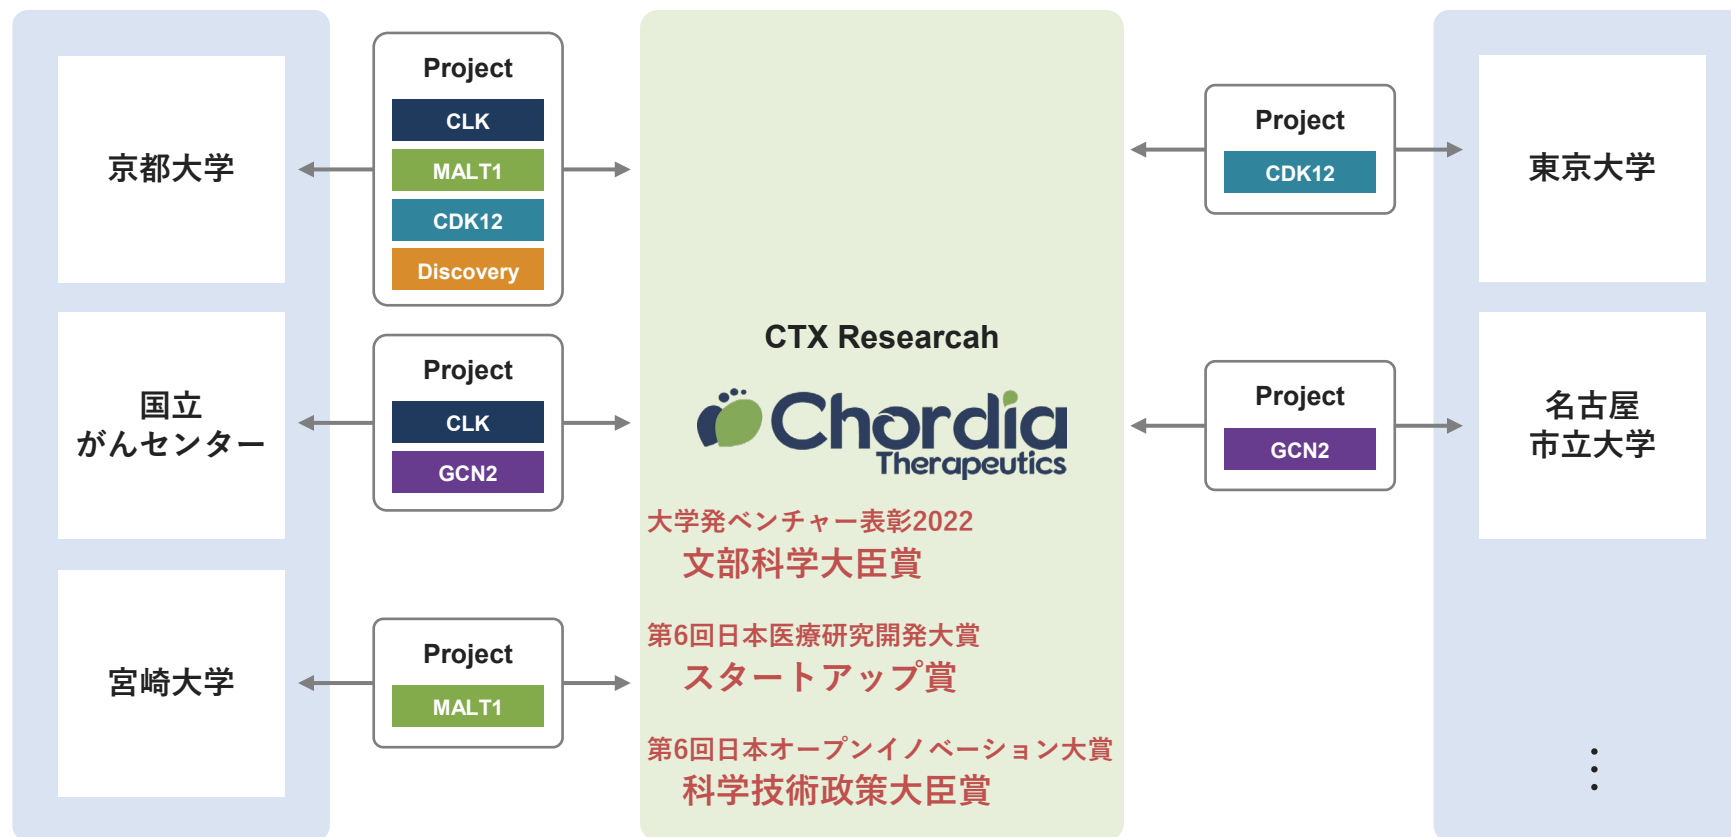 京都大学
Project
CLK
MALT1
CDK12
Discovery
国立
がんセンター
Project
CLK
GCN2
宮崎大学
Project
MALT1
CTX Researcah
Chordia
Therapeutics
大学発ベンチャー表彰2022
文部科学大臣賞
第6回日本医療研究開発大賞
スタートアップ賞
第6回日本オープンイノベーション大賞
科学技術政策大臣賞
Project
CDK12
東京大学
Project
GCN2
名古屋
市立大学
⋮